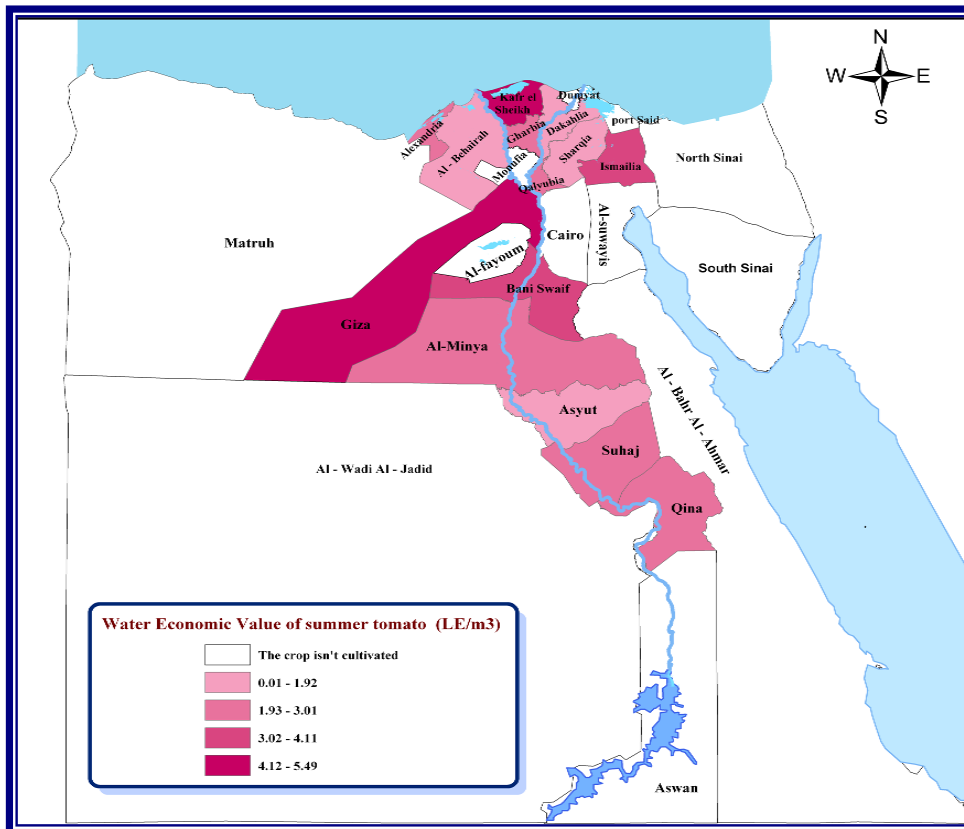 N
W E
S
Kafr el
Sheikh
Dumyat
port Said
Alexandria
Al - Behairah
Gharbia
Dakahlia
Sharqia
Monufia
Qalyubia
Ismailia
North Sinai
Matruh
Cairo
Al-suwayis
Al-fayoum
South Sinai
Bani Swaif
Giza
Al-Minya
Al - Bahr Al - Ahmar
Asyut
Suhaj
Al - Wadi Al - Jadid
Qina
Water Economic Value of summer tomato (LE/m3)
The crop isn't cultivated
0.01 - 1.92
1.93 - 3.01
3.02 - 4.11
4.12 - 5.49
Aswan